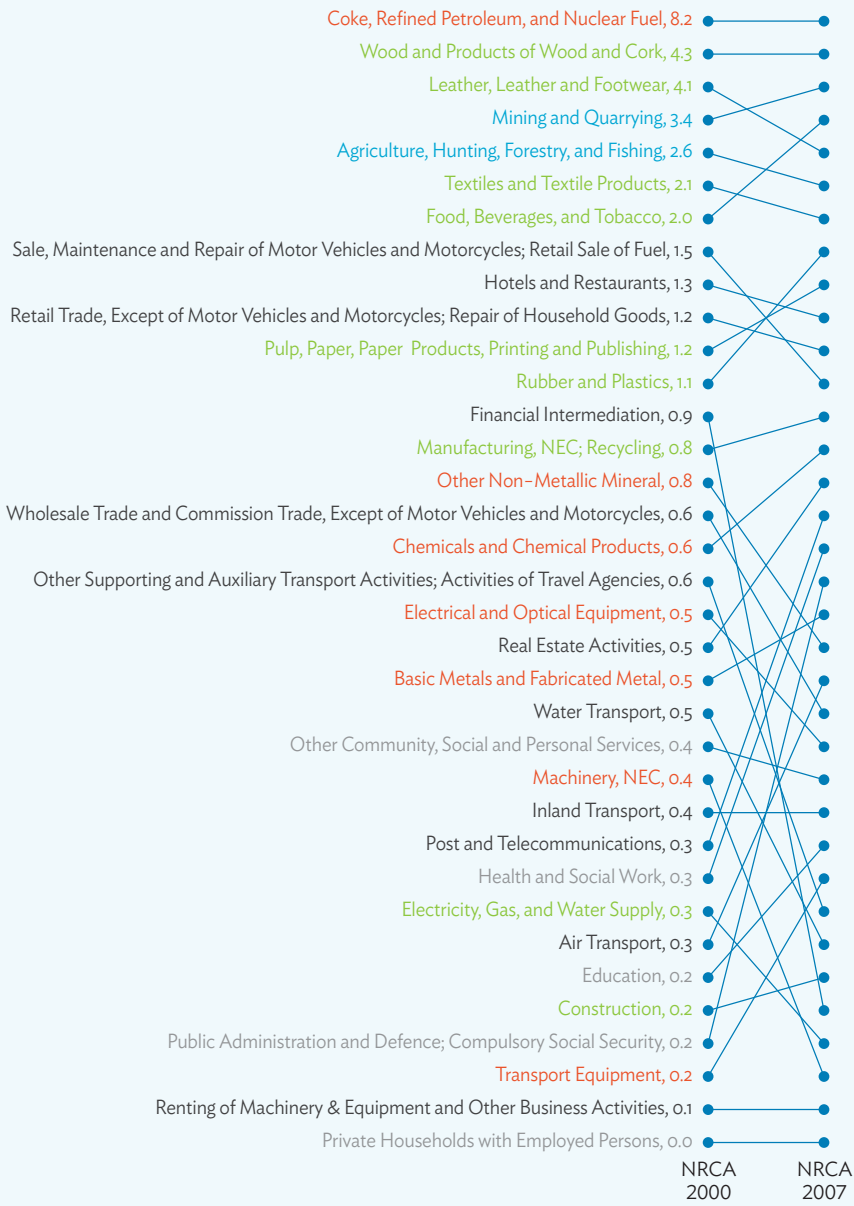 Coke, Refined Petroleum, and Nuclear Fuel, 8.2
Wood and Products of Wood and Cork, 4.3
Leather, Leather and Footwear, 4.1
Mining and Quarrying, 3.4
Agriculture, Hunting, Forestry, and Fishing, 2.6
Textiles and Textile Products, 2.1
Food, Beverages, and Tobacco, 2.0
Sale, Maintenance and Repair of Motor Vehicles and Motorcycles; Retail Sale of Fuel, 1.5
Hotels and Restaurants, 1.3
Retail Trade, Except of Motor Vehicles and Motorcycles; Repair of Household Goods, 1.2
Pulp, Paper, Paper Products, Printing and Publishing, 1.2
Rubber and Plastics, 1.1
Financial Intermediation, 0.9
Manufacturing, NEC; Recycling, 0.8
Other Non-Metallic Mineral, 0.8
Wholesale Trade and Commission Trade, Except of Motor Vehicles and Motorcycles, 0.6
Chemicals and Chemical Products, 0.6
Other Supporting and Auxiliary Transport Activities; Activities of Travel Agencies, 0.6
Electrical and Optical Equipment, 0.5
Real Estate Activities, 0.5
Basic Metals and Fabricated Metal, 0.5
Water Transport, 0.5
Other Community, Social and Personal Services, 0.4
Machinery, NEC, 0.4
Inland Transport, 0.4
Post and Telecommunications, 0.3
Health and Social Work, 0.3
Electricity, Gas, and Water Supply, 0.3
Air Transport, 0.3
Education, 0.2
Construction, 0.2
Public Administration and Defence; Compulsory Social Security, 0.2
Transport Equipment, 0.2
Renting of Machinery & Equipment and Other Business Activities, 0.1
Private Households with Employed Persons, 0.0
NRCA 2000
NRCA 2007